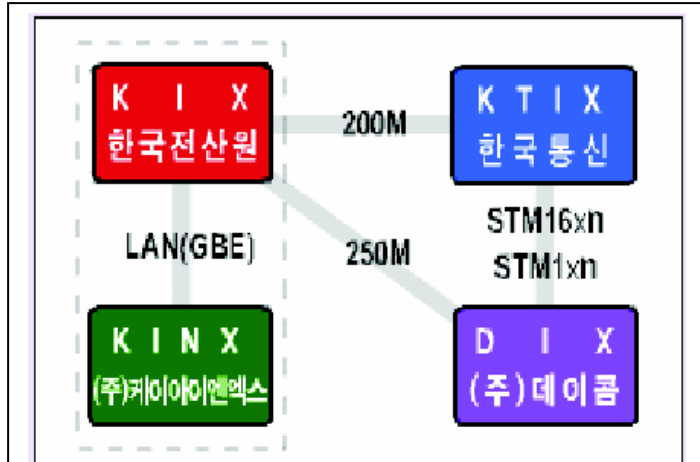 K I X
한국전산원
200M
K T I X
한국통신
LAN(GBE)
250M
STM16xn
STM1xn
K I N X
(주)케이아이엔엑스
D I X
(주)데이콤